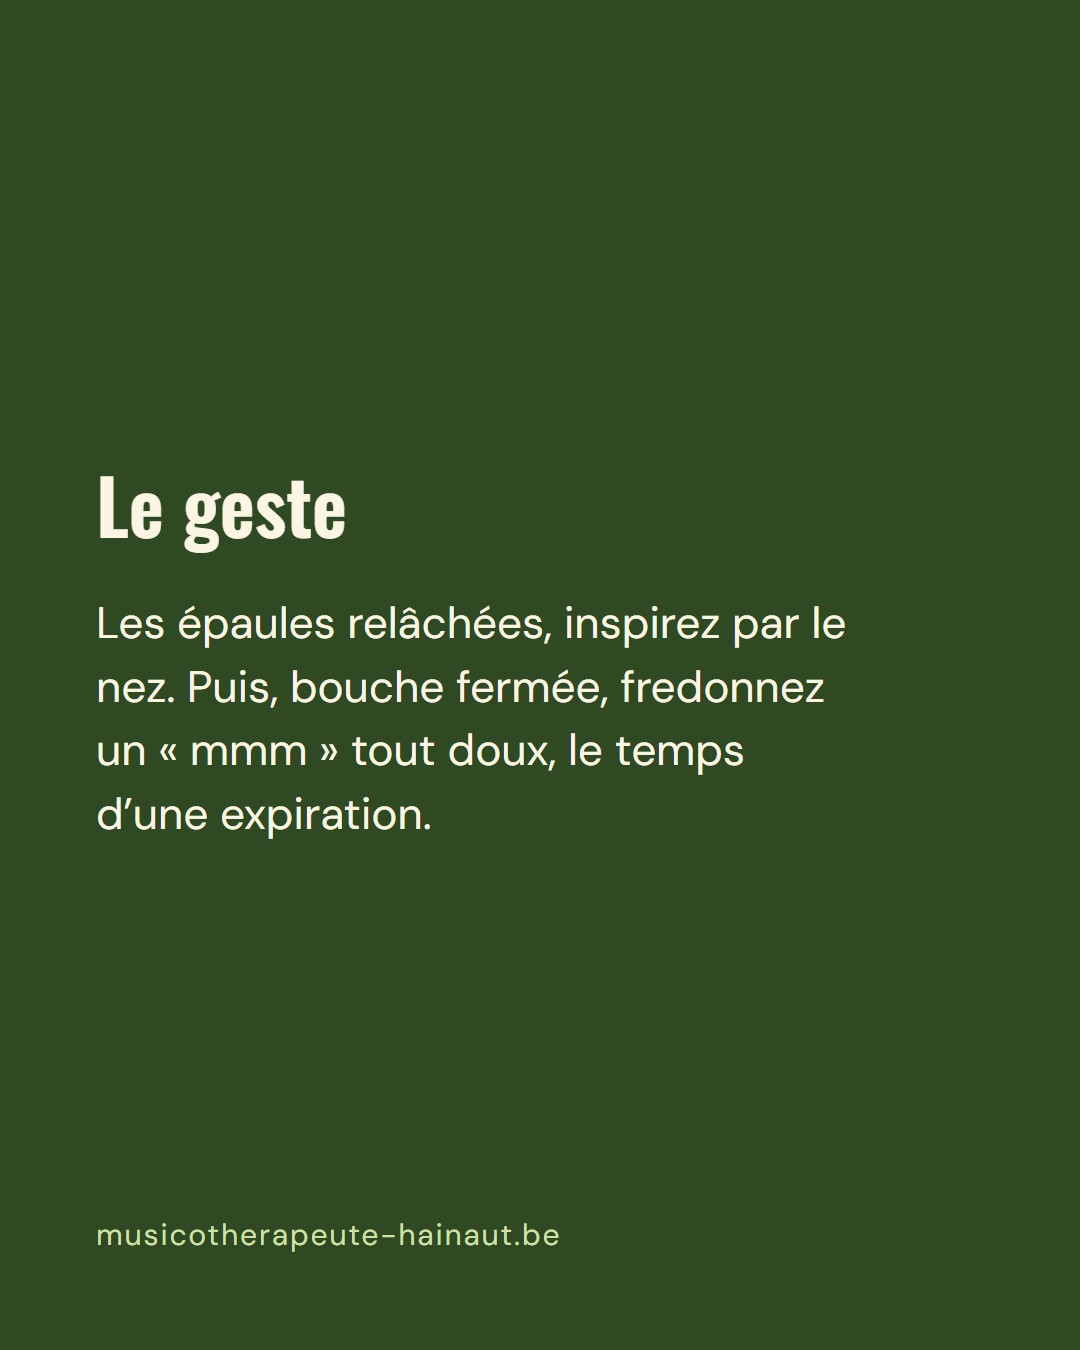 Le geste
Les épaules relâchées, inspirez par le
nez. Puis, bouche fermée, fredonnez
un « mmm » tout doux, le temps
d’une expiration.
musicotherapeute-hainaut.be